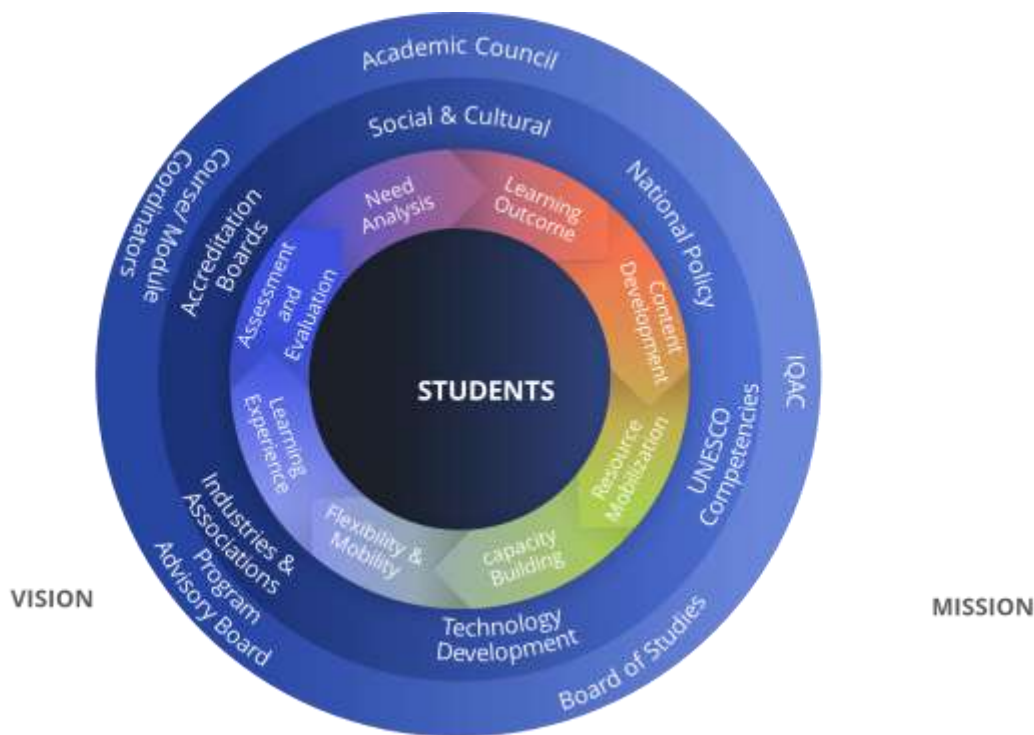 Academic Council
Social & Cultural
Course/ Module
Coordinators
Accreditation
Boards
National Policy
Need
Analysis
Learning
Outcome
Content
Development
Assessment
and
Evaluation
STUDENTS
IQAC
UNESCO
Competencies
Learning
Experience
Resource
Mobilization
Flexibility &
Mobility
capacity
Building
Industries &
Associations
Program
Advisory Board
Technology
Development
Board of Studies
VISION
MISSION